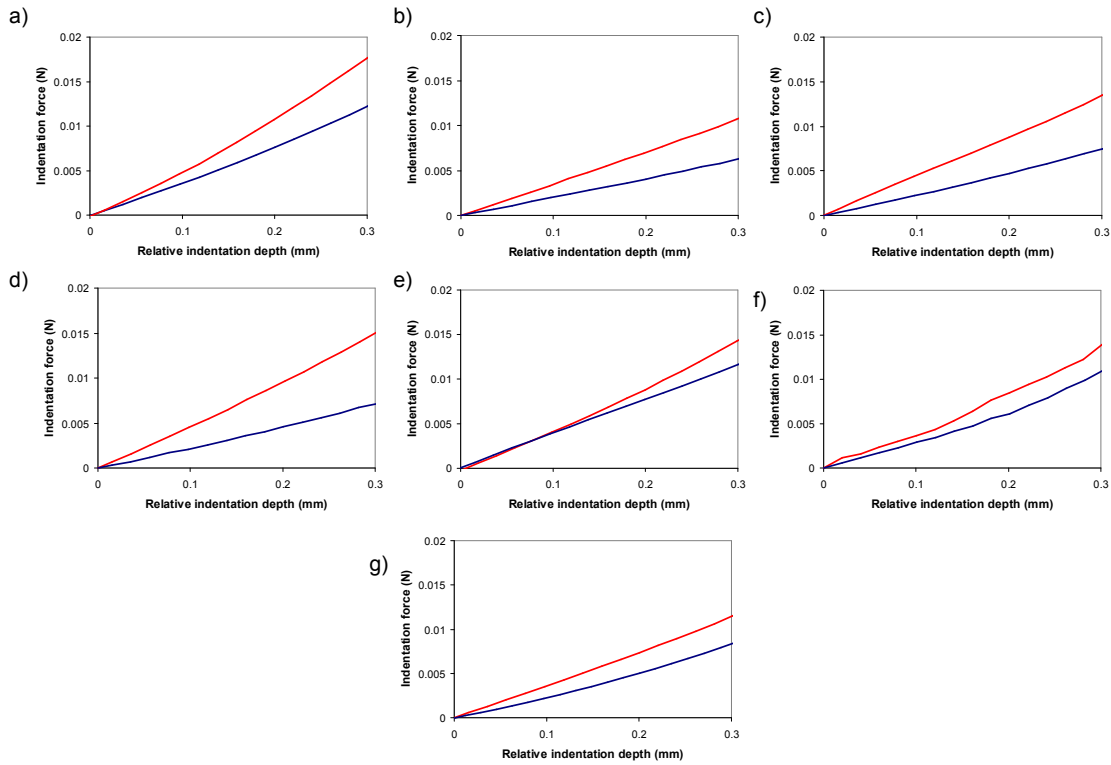 a)
0.02
0.015
0.01
0.005
0
Indentation force (N)
0 0.1 0.2 0.3
Relative indentation depth (mm)
b)
0.02
0.015
0.01
0.005
0
Indentation force (N)
0 0.1 0.2 0.3
Relative indentation depth (mm)
c)
0.02
0.015
0.01
0.005
0
Indentation force (N)
0 0.1 0.2 0.3
Relative indentation depth (mm)
d)
0.02
0.015
0.01
0.005
0
Indentation force (N)
0 0.1 0.2 0.3
Relative indentation depth (mm)
e)
0.02
0.015
0.01
0.005
0
Indentation force (N)
0 0.1 0.2 0.3
Relative indentation depth (mm)
f)
0.02
0.015
0.01
0.005
0
Indentation force (N)
0 0.1 0.2 0.3
Relative indentation depth (mm)
g)
0.02
0.015
0.01
0.005
0
Indentation force (N)
0 0.1 0.2 0.3
Relative indentation depth (mm)